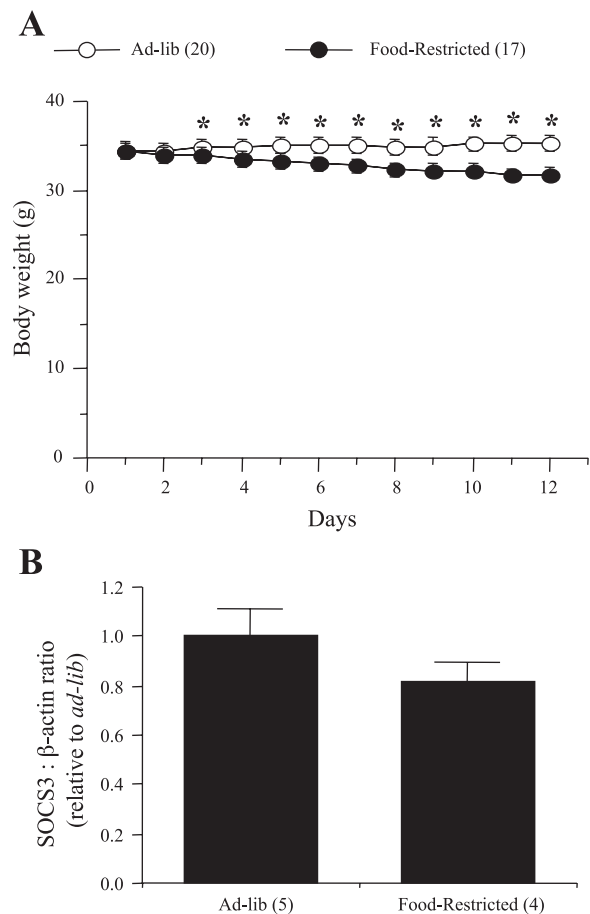 A
Ad-lib (20) Food-Restricted (17)
* * * * * * * * * *
40
30
20
10
0
Body weight (g)
0 2 4 6 8 10 12
Days
B
1.2
1.0
0.8
0.6
0.4
0.2
0.0
SOCS3 : β-actin ratio
(relative to ad-lib)
Ad-lib (5) Food-Restricted (4)